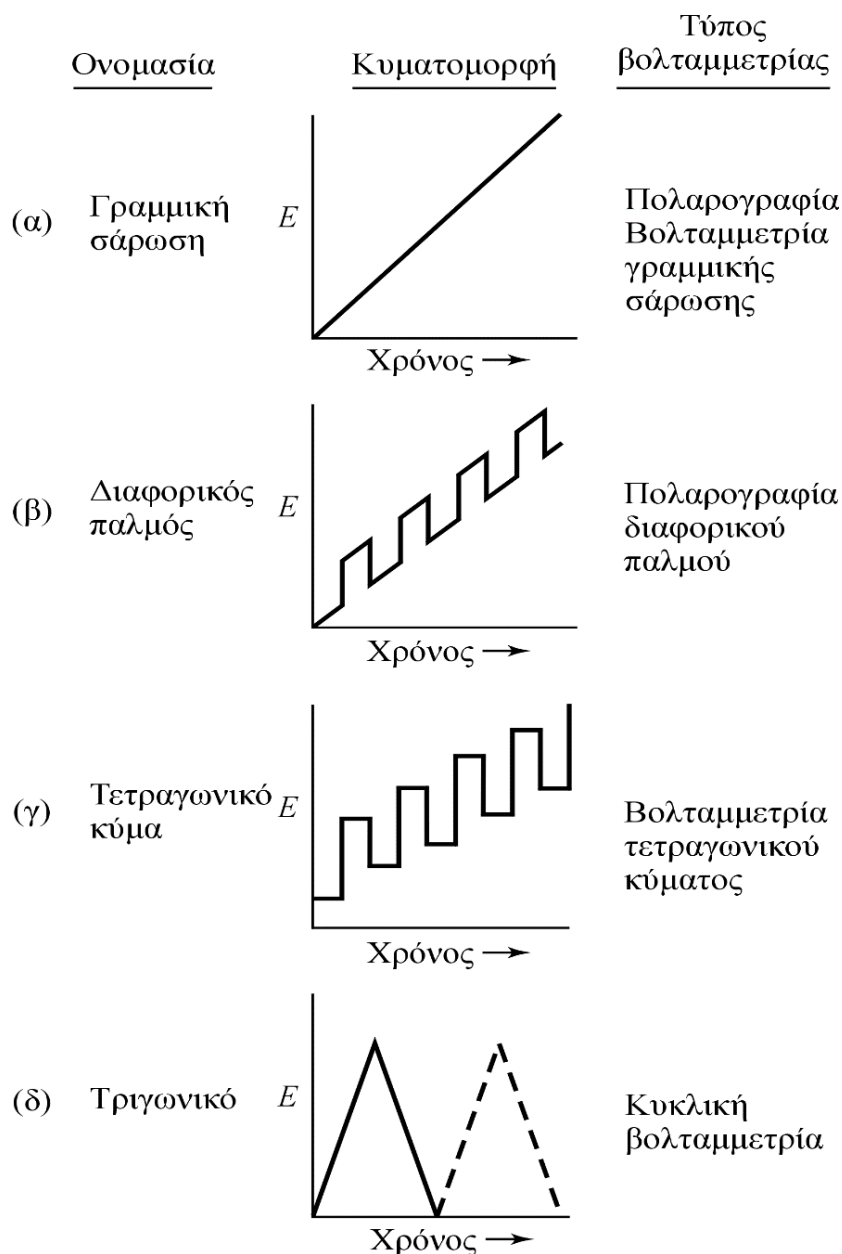 Ονομασία
Κυματομορφή
Τύπος
βολταμμετρίας
(α)
Γραμμική
σάρωση
E
Χρόνος →
Πολαρογραφία
Βολταμμετρία
γραμμικής
σάρωσης
(β)
Διαφορικός
παλμός
E
Χρόνος →
Πολαρογραφία
διαφορικού
παλμού
(γ)
Τετραγωνικό
κύμα
E
Χρόνος →
Βολταμμετρία
τετραγωνικού
κύματος
(δ)
Τριγωνικό
E
Χρόνος →
Κυκλική
βολταμμετρία